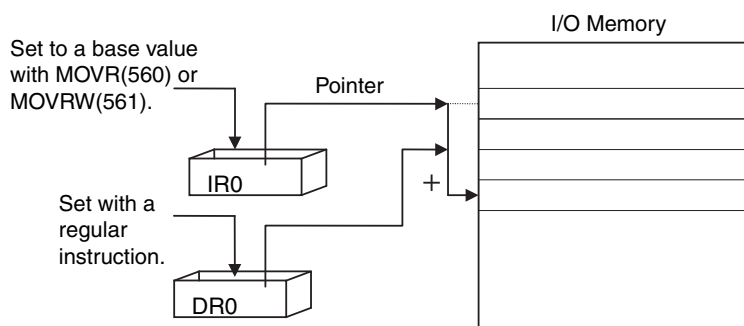 I/O Memory
Set to a base value
with MOVR(560) or
MOVRW(561).
Pointer
IR0
+
Set with a
regular
instruction.
DR0